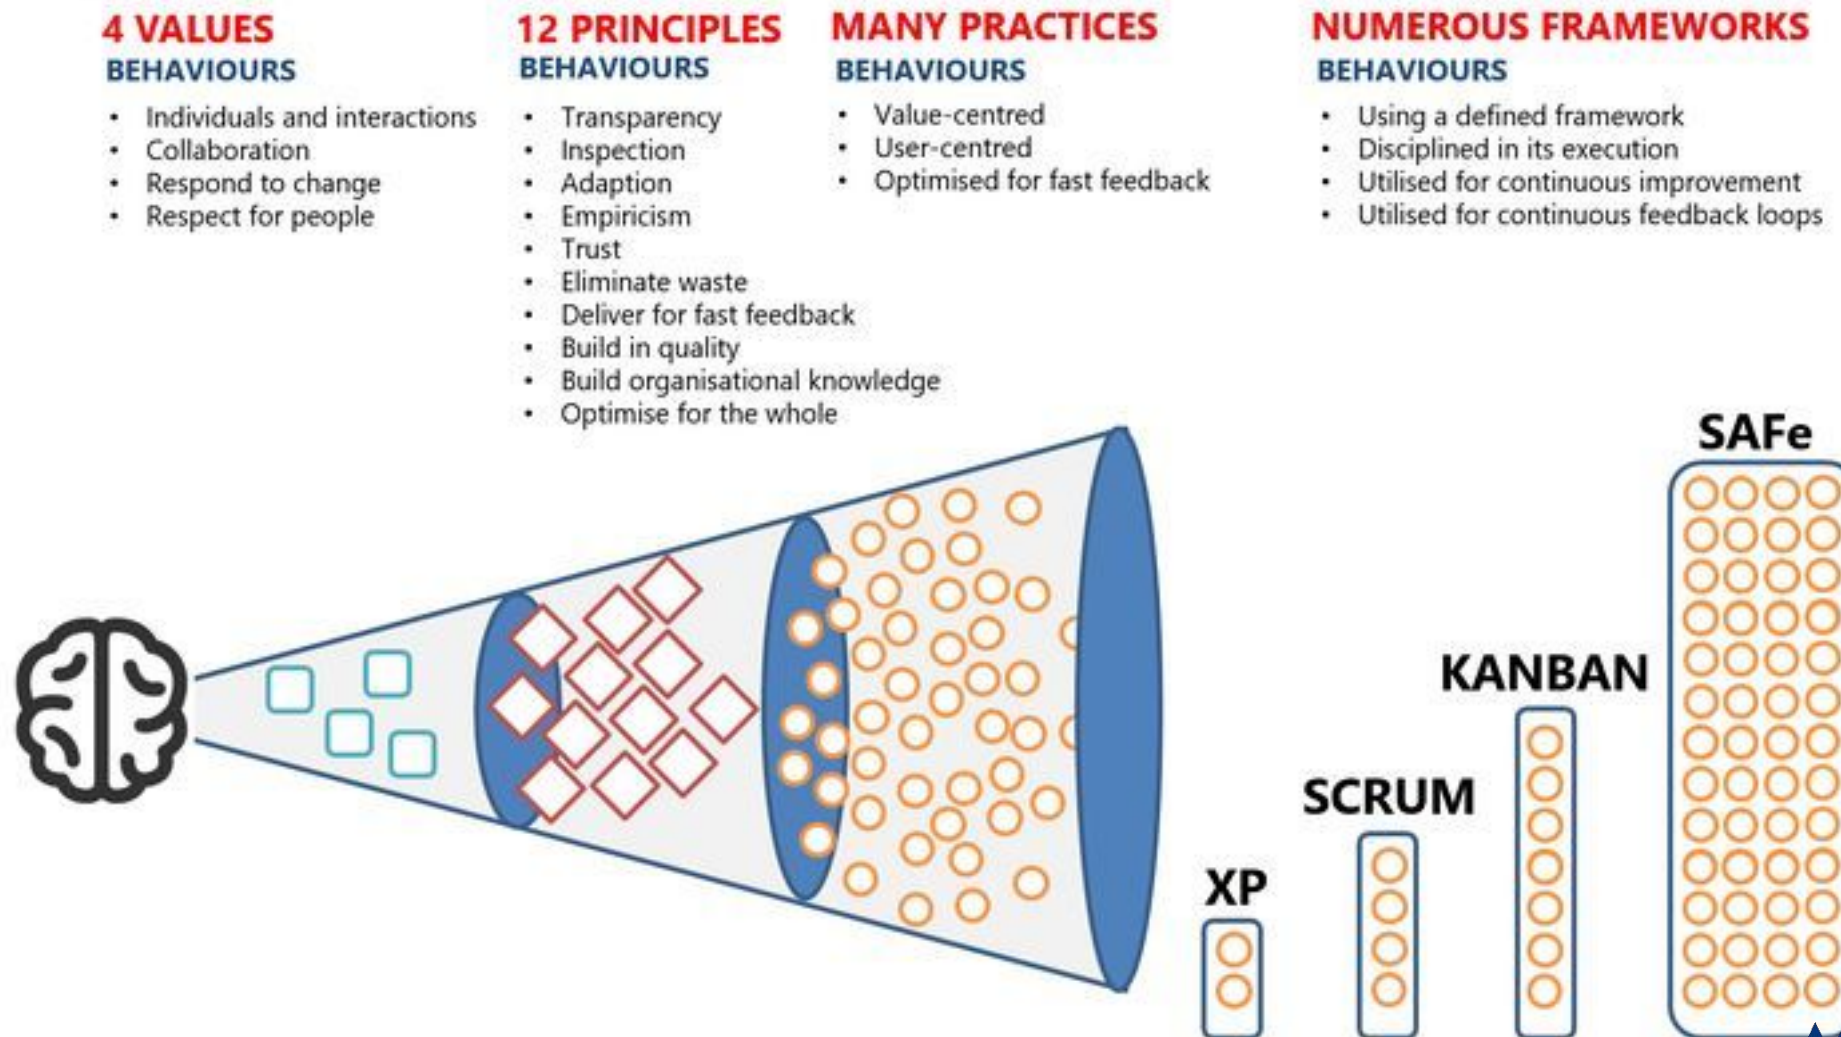 4 VALUES
BEHAVIOURS
• Individuals and interactions
• Collaboration
• Respond to change
• Respect for people
12 PRINCIPLES
BEHAVIOURS
• Transparency
• Inspection
• Adaption
• Empiricism
• Trust
• Eliminate waste
• Deliver for fast feedback
• Build in quality
• Build organisational knowledge
• Optimise for the whole
MANY PRACTICES
BEHAVIOURS
• Value-centred
• User-centred
• Optimised for fast feedback
NUMEROUS FRAMEWORKS
BEHAVIOURS
• Using a defined framework
• Disciplined in its execution
• Utilised for continuous improvement
• Utilised for continuous feedback loops
SAFe
KANBAN
SCRUM
XP